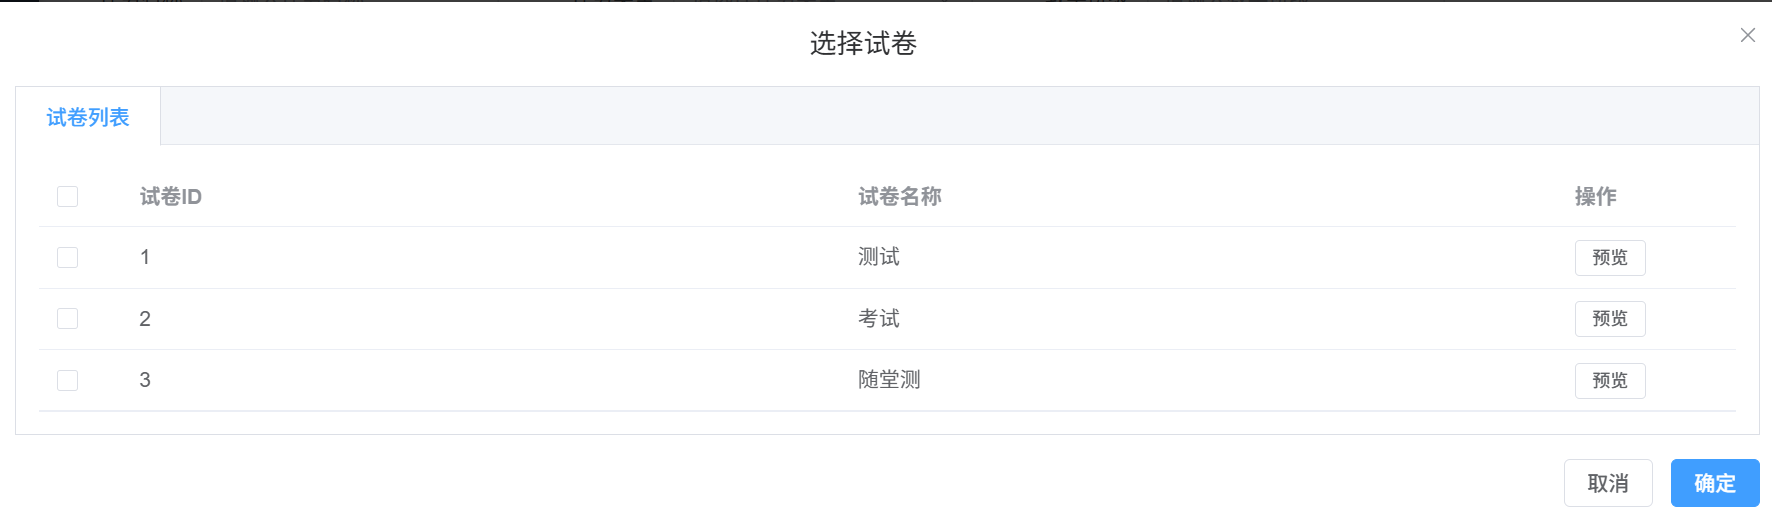 选择试卷
试卷列表
试卷ID 试卷名称 操作
1 测试 预览
2 考试 预览
3 随堂测 预览
取消 确定